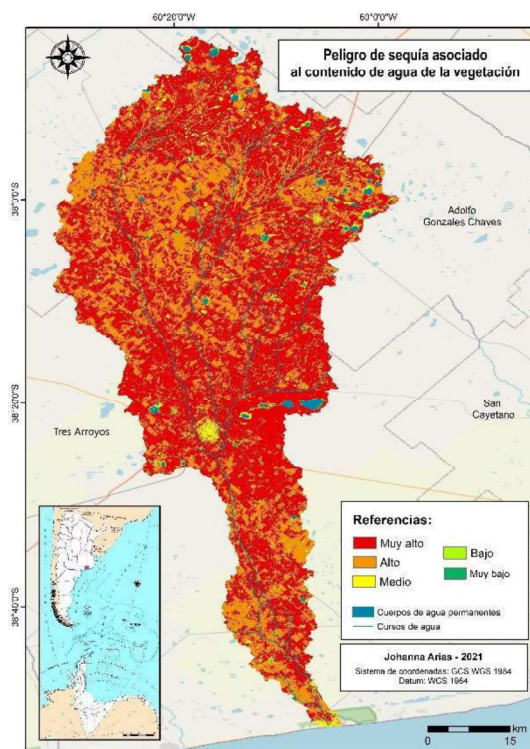 60°20'0"O
60°0'0"O
Peligro de sequía asociado
al contenido de agua de la vegetación
Adolfo
Gonzales Chaves
38°20'0"S
San
Cayetano
Tres Arroyos
Referencias:
Muy alto
Alto
Medio
Bajo
Muy bajo
Cuerpos de agua permanentes
Cursos de agua
38°40'0"S
Johanna Arias - 2021
Sistema de coordenadas: GCS WGS 1984
Datum: WGS 1984
km
0
15